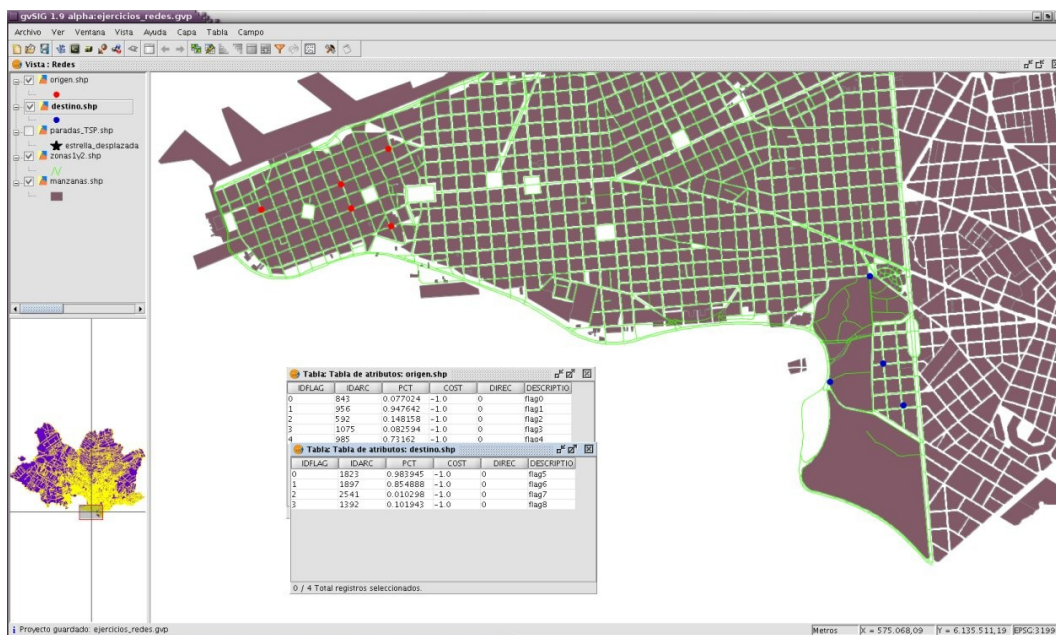 gvSIG 1.9 alpha:ejercicios_redes.gvp
Archivo Ver Ventana Vista Ayuda Capa Tabla Campo
Vista : Redes
origen.shp
destino.shp
paradas_TSP.shp
estrella_desplazada
zonas1y2.shp
manzanas.shp
Tabla: Tabla de atributos: origen.shp
IDFLAG IDARC PCT COST DIREC DESCRIPTIO
0 843 0.077024 -1.0 0 flag0
1 956 0.947642 -1.0 0 flag1
2 592 0.148158 -1.0 0 flag2
3 1075 0.082594 -1.0 0 flag3
4 985 0.73162 -1.0 0 flag4
Tabla: Tabla de atributos: destino.shp
IDFLAG IDARC PCT COST DIREC DESCRIPTIO
0 1823 0.983945 -1.0 0 flag5
1 1897 0.854888 -1.0 0 flag6
2 2541 0.010298 -1.0 0 flag7
3 1392 0.101943 -1.0 0 flag8
0 / 4 Total registros seleccionados.
Proyecto guardado: ejercicios_redes.gvp Metros X = 575.068,09 Y = 6.135.511,19 EPSG:3199